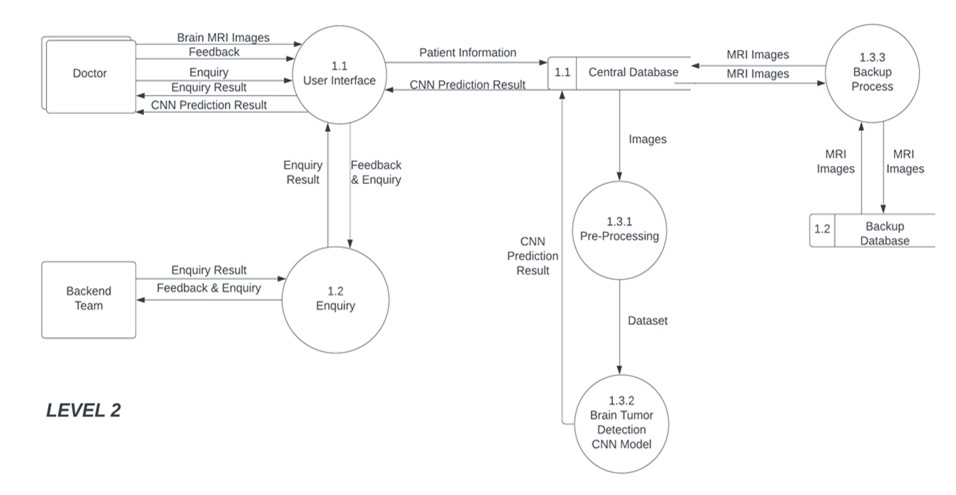 Brain MRI Images
Feedback
Enquiry
Enquiry Result
CNN Prediction Result
Doctor
1.1
User Interface
Patient Information
CNN Prediction Result
1.1
Central Database
MRI Images
MRI Images
1.3.3
Backup
Process
Enquiry
Result
Feedback
& Enquiry
Images
MRI
Images
MRI
Images
1.3.1
Pre-Processing
1.2
Backup
Database
CNN
Prediction
Result
Enquiry Result
Feedback & Enquiry
Backend
Team
1.2
Enquiry
Dataset
LEVEL 2
1.3.2
Brain Tumor
Detection
CNN Model